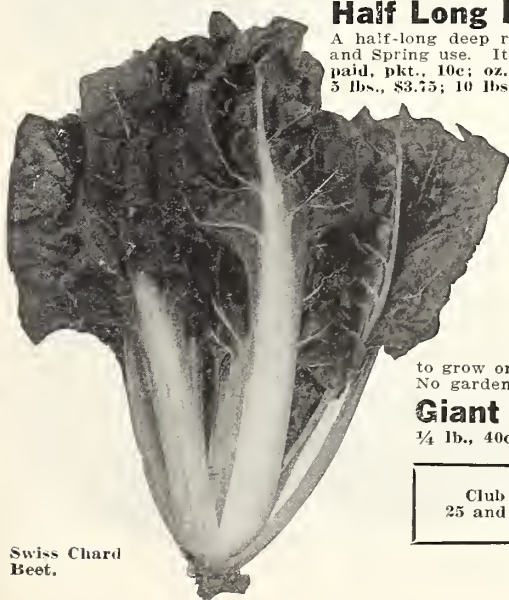 Half Long
A half-long deep
and Spring use. It
paid, pkt., 10c; oz.
5 lbs., $3.75; 10 lbs
to grow or
No garden
Giant
¼ lb., 40c
Club
25 and
Swiss Chard
Beet.